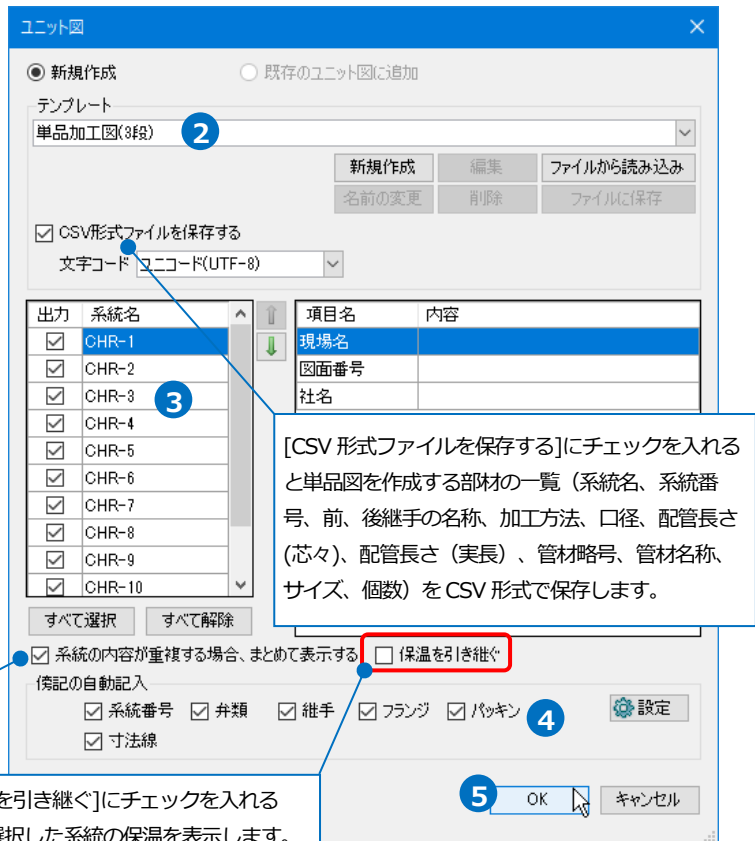 ユニット図
新規作成 既存のユニット図に追加
テンプレート
単品加工図(3段)
2
新規作成 編集 ファイルから読み込み
名前の変更 削除 ファイルに保存
CSV形式ファイルを保存する
文字コード ユニコード(UTF-8)
出力 系統名
CHR-1
CHR-2
CHR-3
CHR-4
CHR-5
CHR-6
CHR-7
CHR-8
CHR-9
CHR-10
3
項目名 内容
現場名
図面番号
社名
[CSV 形式ファイルを保存する]にチェックを入れる
と単品図を作成する部材の一覧（系統名、系統番
号、前、後継手の名称、加工方法、口径、配管長さ
(芯々)、配管長さ（実長）、管材略号、管材名称、
サイズ、個数）を CSV 形式で保存します。
すべて選択 すべて解除
系統の内容が重複する場合、まとめて表示する 保温を引き継ぐ
傍記の自動記入
系統番号 弁類 継手 フランジ パッキン 4 設定
寸法線
5 OK キャンセル
を引き継ぐ]にチェックを入れる
選択した系統の保温を表示します。